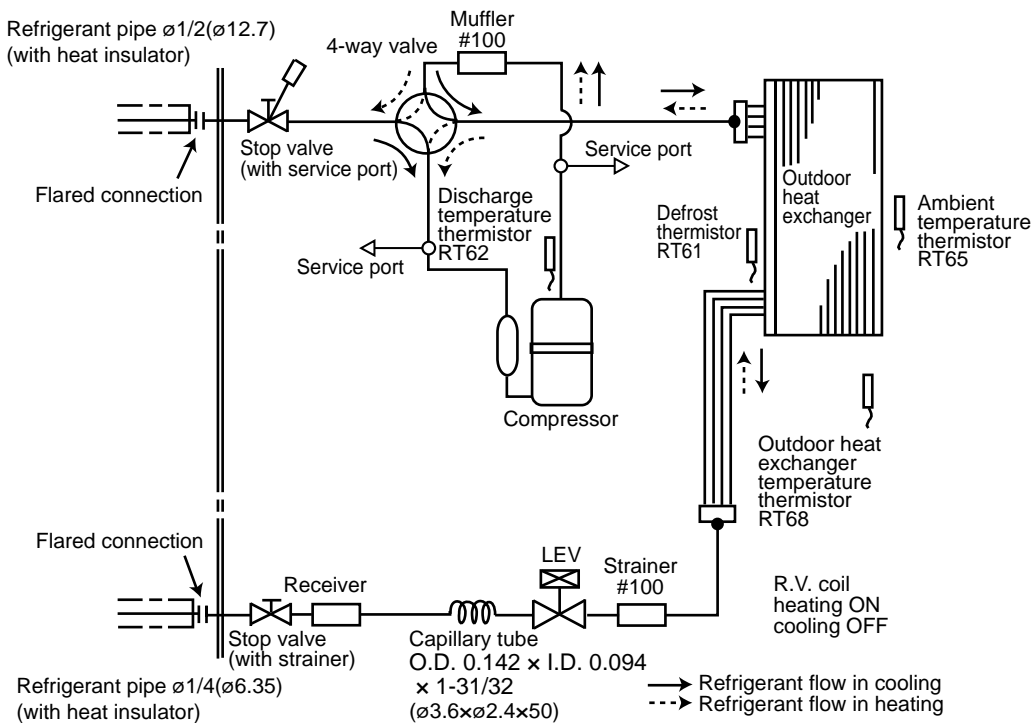 Refrigerant pipe ø1/2(ø12.7)
(with heat insulator)
Muffler
#100
4-way valve
Stop valve
(with service port)
Flared connection
Service port
Discharge
temperature
thermistor
RT62
Service port
Compressor
Outdoor
heat
exchanger
Defrost
thermistor
RT61
Ambient
temperature
thermistor
RT65
Outdoor heat
exchanger
temperature
thermistor
RT68
Flared connection
Receiver
LEV
Strainer
#100
R.V. coil
heating ON
cooling OFF
Stop valve
(with strainer)
Capillary tube
O.D. 0.142 × I.D. 0.094
× 1-31/32
(ø3.6×ø2.4×50)
Refrigerant pipe ø1/4(ø6.35)
(with heat insulator)
Refrigerant flow in cooling
Refrigerant flow in heating